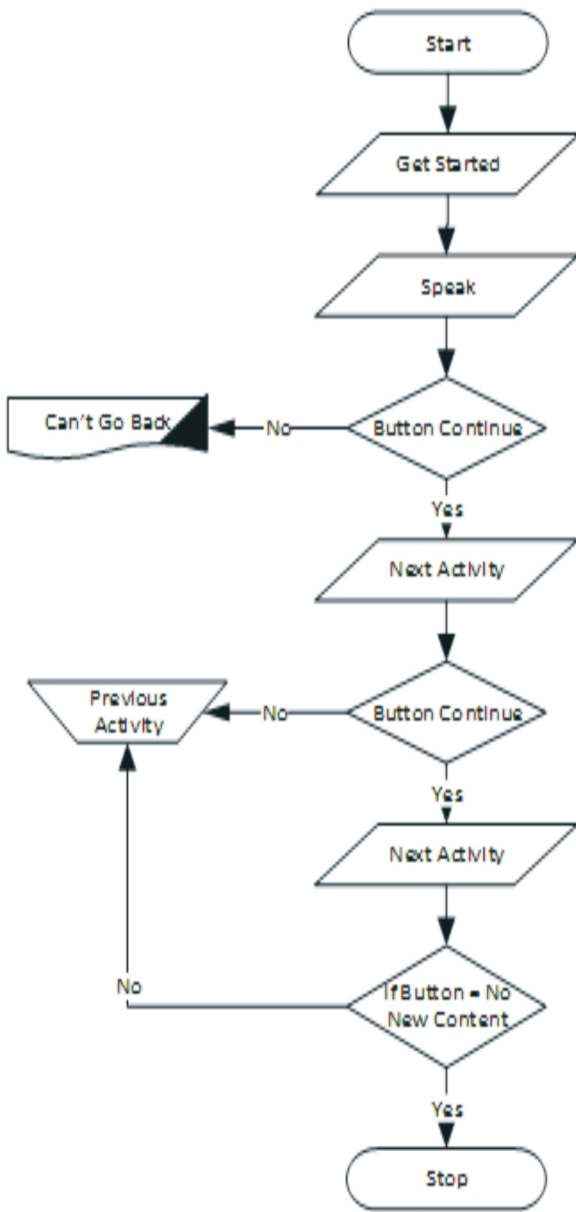 Start
Get Started
Speak
Can't Go Back
No
Button Continue
Yes
Next Activity
Previous
Activity
No
Button Continue
Yes
Next Activity
No
If Button = No
New Content
Yes
Stop